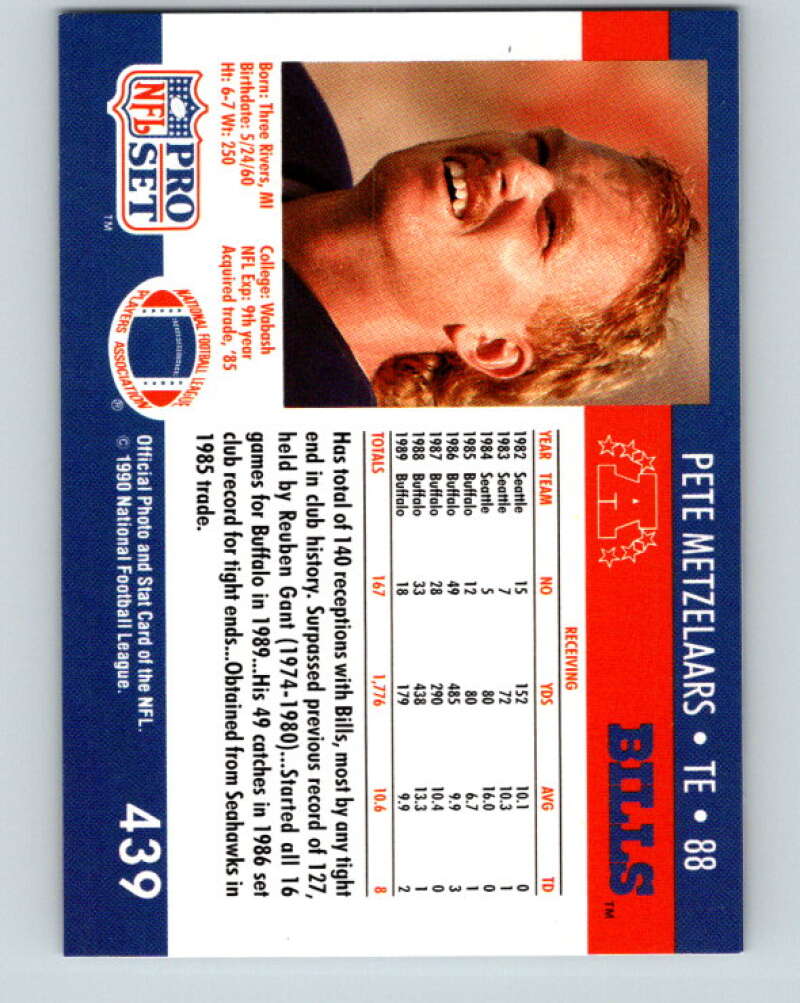 PETE METZELAARS • TE • 88
A
BILLS™
RECEIVING
YEAR TEAM NO YDS AVG TD
1982 Seattle 15 152 10.1 0
1983 Seattle 7 72 10.3 1
1984 Seattle 5 80 16.0 0
1985 Buffalo 12 80 6.7 1
1986 Buffalo 49 485 9.9 3
1987 Buffalo 28 290 10.4 0
1988 Buffalo 33 438 13.3 1
1989 Buffalo 18 179 9.9 2
TOTALS 167 1,776 10.6 8
Has total of 140 receptions with Bills, most by any tight
end in club history. Surpassed previous record of 127,
held by Reuben Gant (1974-1980)...Started all 16
games for Buffalo in 1989...His 49 catches in 1986 set
club record for tight ends...Obtained from Seahawks in
1985 trade.
Born: Three Rivers, MI
Birthdate: 5/24/60
Ht: 6-7 Wt: 250
College: Wabash
NFL Exp: 9th year
Acquired trade, '85
NFL
PRO
SET™
NATIONAL FOOTBALL LEAGUE
PLAYERS ASSOCIATION®
Official Photo and Stat Card of the NFL.
© 1990 National Football League.
439